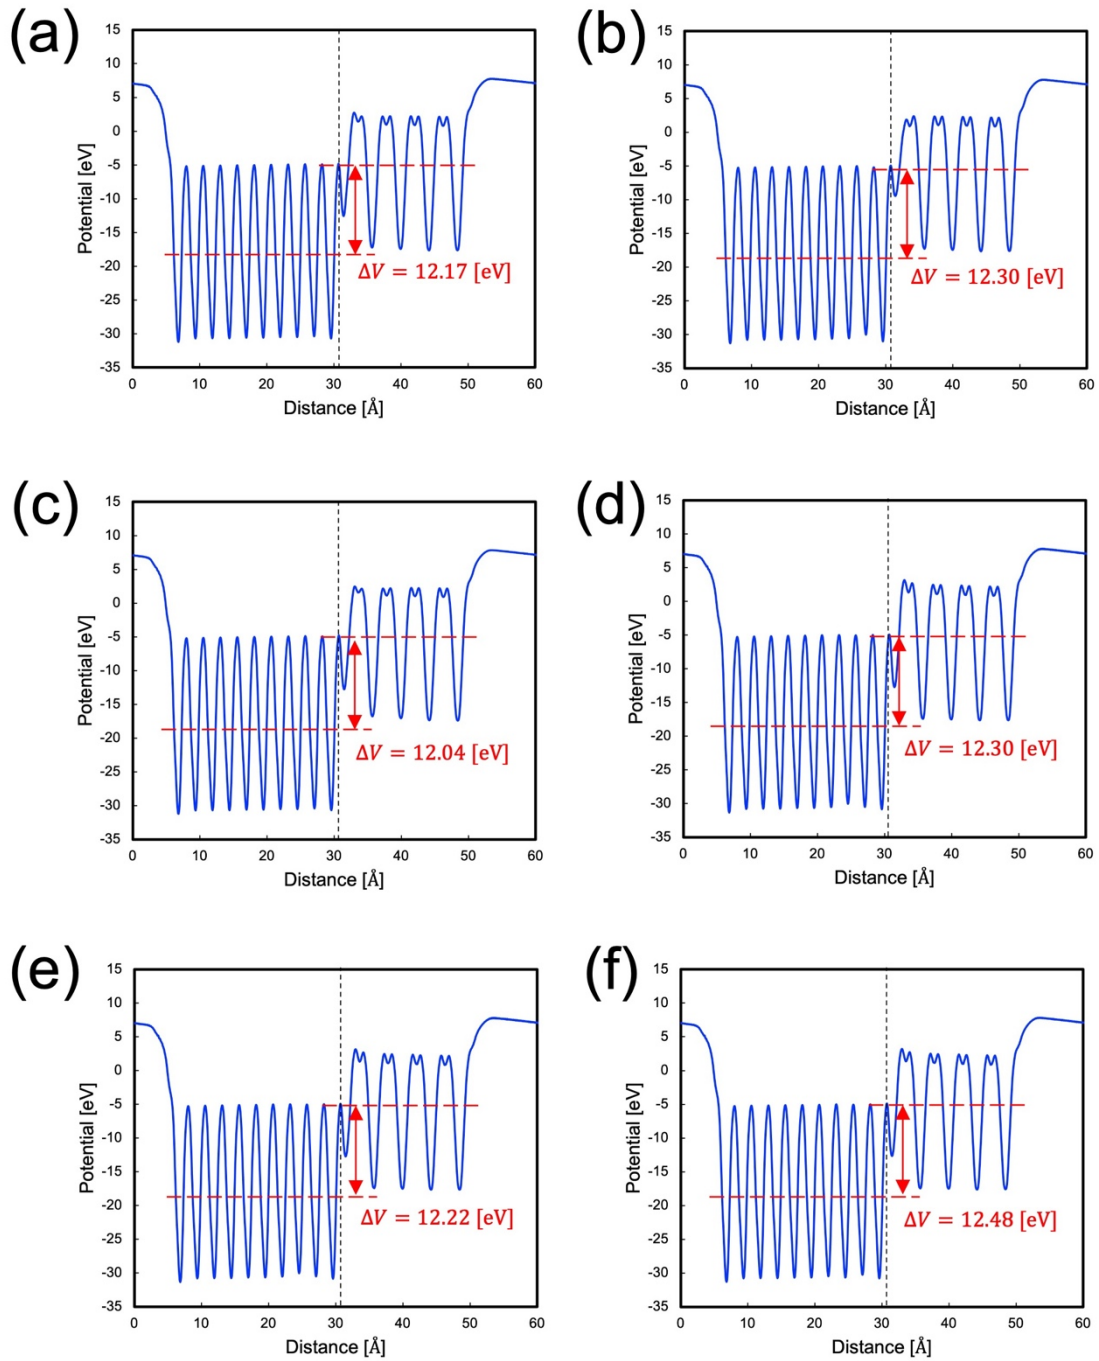 (a)
15
10
5
0
-5
-10
-15
-20
-25
-30
-35
Potential [eV]
ΔV = 12.17 [eV]
0 10 20 30 40 50 60
Distance [Å]
(b)
15
10
5
0
-5
-10
-15
-20
-25
-30
-35
Potential [eV]
ΔV = 12.30 [eV]
0 10 20 30 40 50 60
Distance [Å]
(c)
15
10
5
0
-5
-10
-15
-20
-25
-30
-35
Potential [eV]
ΔV = 12.04 [eV]
0 10 20 30 40 50 60
Distance [Å]
(d)
15
10
5
0
-5
-10
-15
-20
-25
-30
-35
Potential [eV]
ΔV = 12.30 [eV]
0 10 20 30 40 50 60
Distance [Å]
(e)
15
10
5
0
-5
-10
-15
-20
-25
-30
-35
Potential [eV]
ΔV = 12.22 [eV]
0 10 20 30 40 50 60
Distance [Å]
(f)
15
10
5
0
-5
-10
-15
-20
-25
-30
-35
Potential [eV]
ΔV = 12.48 [eV]
0 10 20 30 40 50 60
Distance [Å]